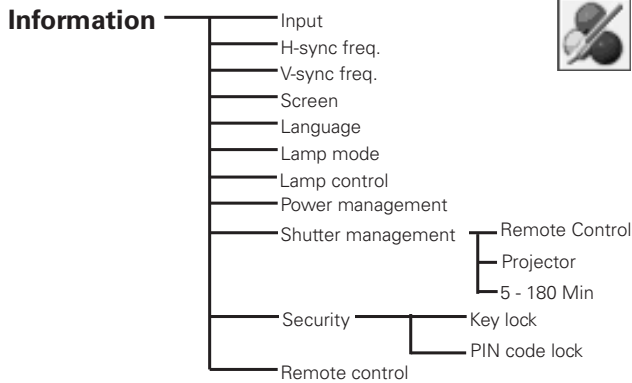 Information
Input
H-sync freq.
V-sync freq.
Screen
Language
Lamp mode
Lamp control
Power management
Shutter management
Remote Control
Projector
5 - 180 Min
Security
Key lock
PIN code lock
Remote control